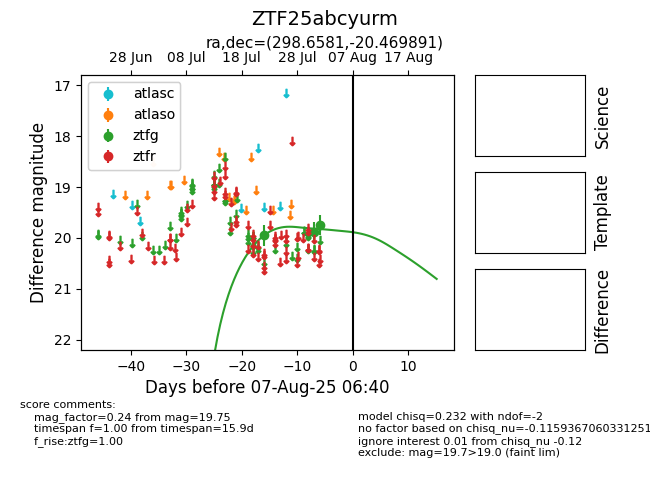 ZTF25abcyurm
ra,dec=(298.6581,-20.469891)
28 Jun 08 Jul 18 Jul 28 Jul 07 Aug 17 Aug
17
18
19
20
21
22
Difference magnitude
atlasc
atlaso
ztfg
ztfr
−40 −30 −20 −10 0 10
Days before 07-Aug-25 06:40
Science
Template
Difference
score comments:
mag_factor=0.24 from mag=19.75
timespan f=1.00 from timespan=15.9d
f_rise:ztfg=1.00
model chisq=0.232 with ndof=-2
no factor based on chisq_nu=-0.1159367060331251
ignore interest 0.01 from chisq_nu -0.12
exclude: mag=19.7>19.0 (faint lim)